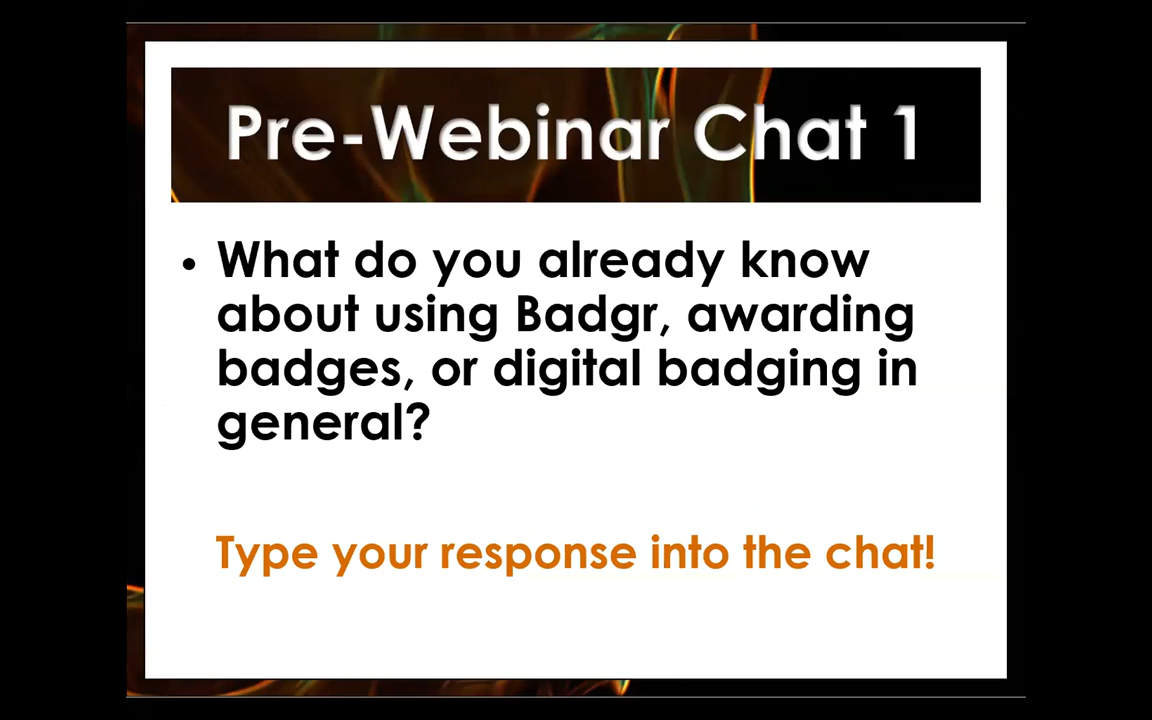 Pre-Webinar Chat 1
• What do you already know
about using Badgr, awarding
badges, or digital badging in
general?
Type your response into the chat!